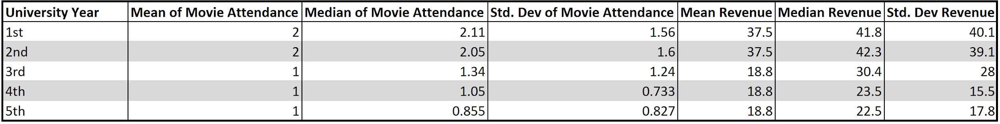 University Year Mean of Movie Attendance Median of Movie Attendance Std. Dev of Movie Attendance Mean Revenue Median Revenue Std. Dev Revenue
1st 2 2.11 1.56 37.5 41.8 40.1
2nd 2 2.05 1.6 37.5 42.3 39.1
3rd 1 1.34 1.24 18.8 30.4 28
4th 1 1.05 0.733 18.8 23.5 15.5
5th 1 0.855 0.827 18.8 22.5 17.8